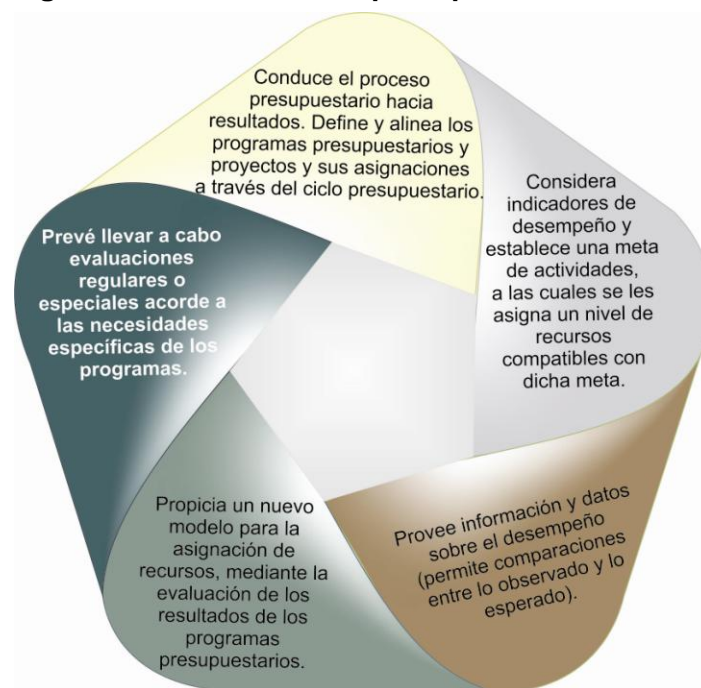 Conduce el proceso
presupuestario hacia
resultados. Define y alinea los
programas presupuestarios y
proyectos y sus asignaciones
a través del ciclo presupuestario.
Considera
indicadores de
desempeño y
establece una meta
de actividades,
a las cuales se les
asigna un nivel de
recursos
compatibles con
dicha meta.
Provee información y datos
sobre el desempeño
(permite comparaciones
entre lo observado y lo
esperado).
Propicia un nuevo
modelo para la
asignación de
recursos, mediante la
evaluación de los
resultados de los
programas
presupuestarios.
Prevé llevar a cabo
evaluaciones
regulares o
especiales acorde a
las necesidades
específicas de los
programas.